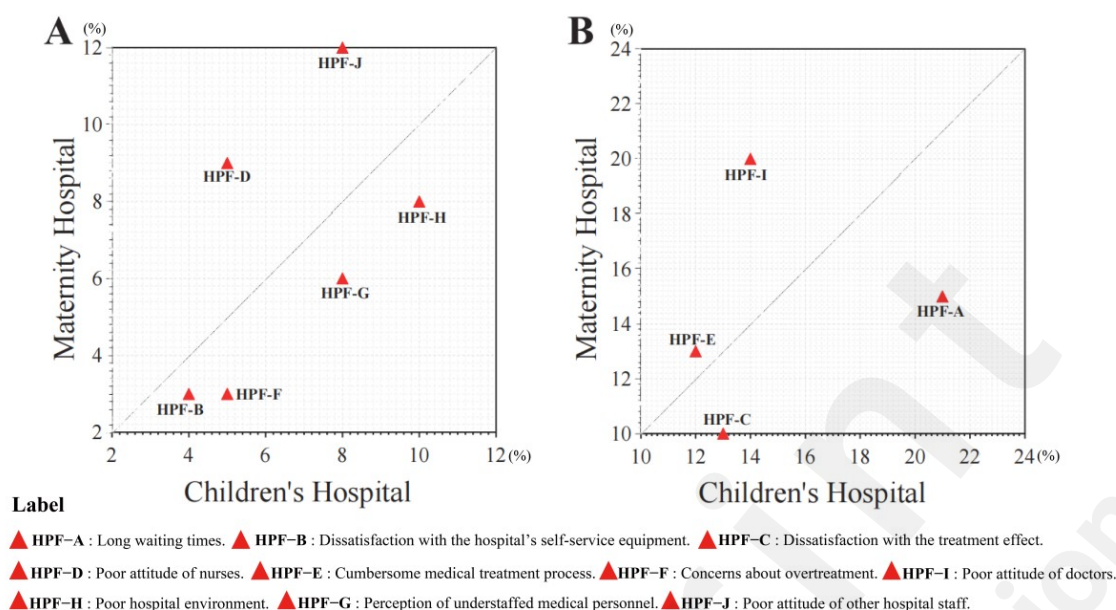 A (%)
12
10
8
6
4
2
2 4 6 8 10 12 (%)
Maternity Hospital
Children's Hospital
HPF-J
HPF-D
HPF-H
HPF-G
HPF-B
HPF-F
B (%)
24
22
20
18
16
14
12
10
10 12 14 16 18 20 22 24 (%)
Maternity Hospital
Children's Hospital
HPF-I
HPF-A
HPF-E
HPF-C
Label
HPF−A : Long waiting times. HPF−B : Dissatisfaction with the hospital's self-service equipment. HPF−C : Dissatisfaction with the treatment effect.
HPF−D : Poor attitude of nurses. HPF−E : Cumbersome medical treatment process. HPF−F : Concerns about overtreatment. HPF−I : Poor attitude of doctors.
HPF−H : Poor hospital environment. HPF−G : Perception of understaffed medical personnel. HPF−J : Poor attitude of other hospital staff.